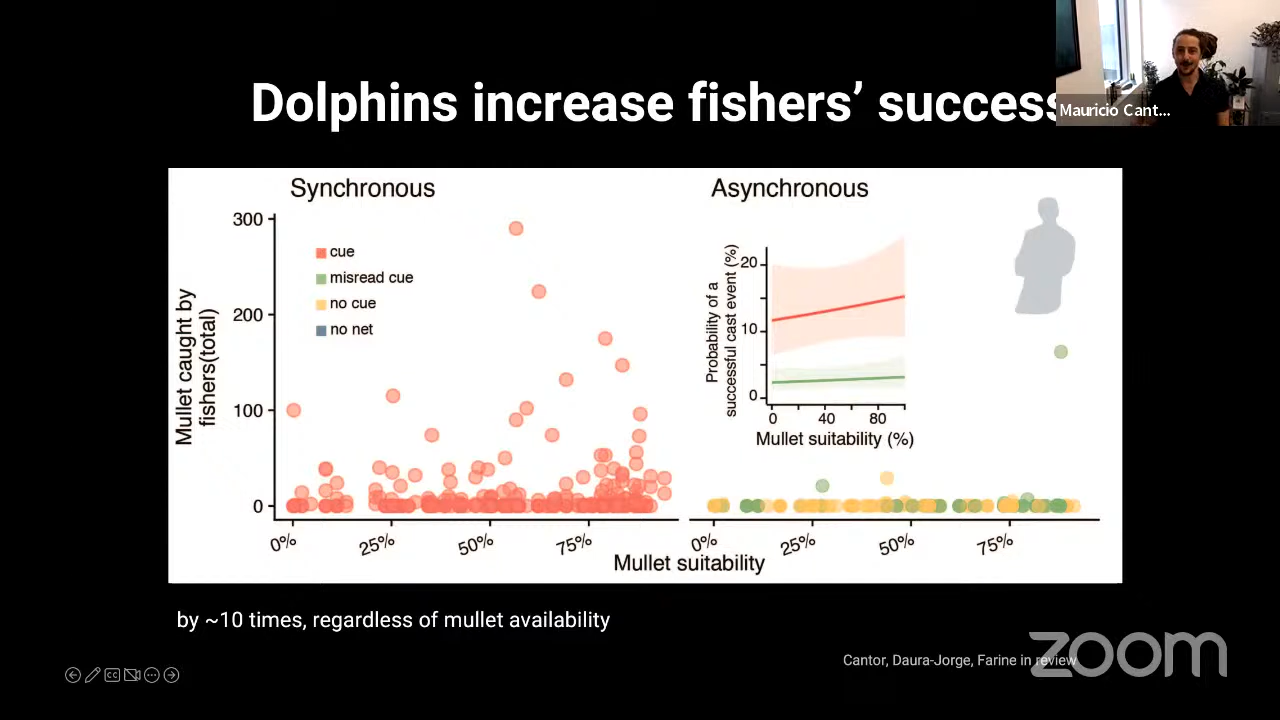 Dolphins increase fishers’ success
Mauricio Cant...
Synchronous
Asynchronous
Mullet caught by
fishers(total)
300
200
100
0
cue
misread cue
no cue
no net
0%
25%
50%
75%
Probability of a
successful cast event (%)
20
10
0
0
40
80
Mullet suitability (%)
0%
25%
50%
75%
Mullet suitability
by ~10 times, regardless of mullet availability
Cantor, Daura-Jorge, Farine in review
zoom
CC